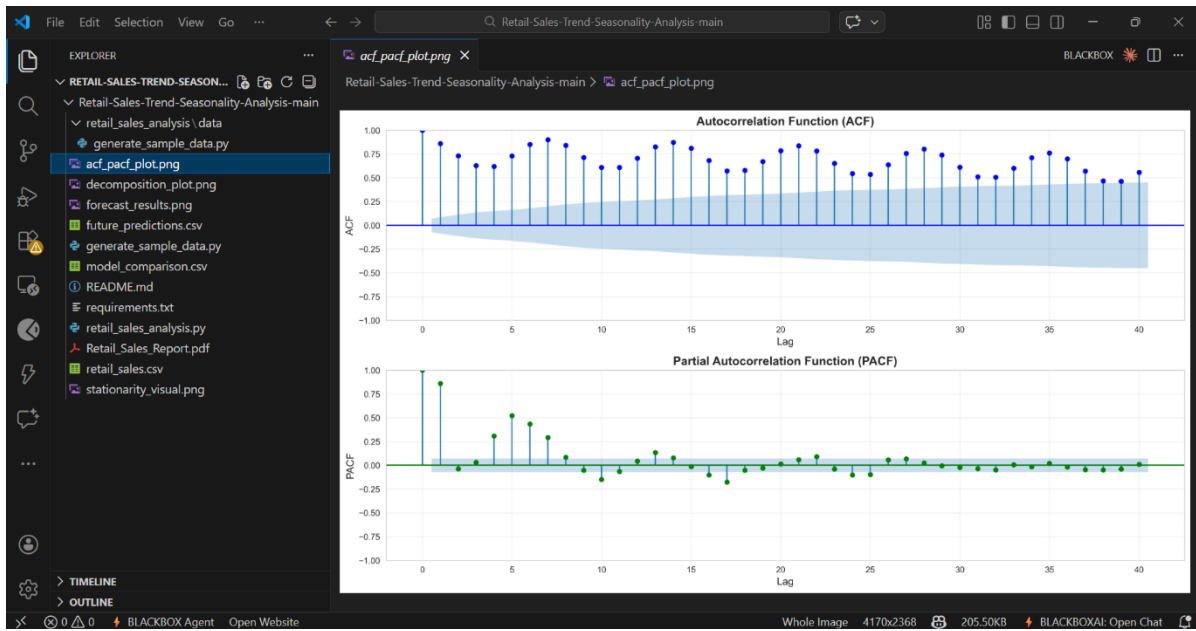 File Edit Selection View Go ··· Retail-Sales-Trend-Seasonality-Analysis-main
EXPLORER ···
RETAIL-SALES-TREND-SEASON...
Retail-Sales-Trend-Seasonality-Analysis-main
retail_sales_analysis \ data
generate_sample_data.py
acf_pacf_plot.png
decomposition_plot.png
forecast_results.png
future_predictions.csv
generate_sample_data.py
model_comparison.csv
README.md
requirements.txt
retail_sales_analysis.py
Retail_Sales_Report.pdf
retail_sales.csv
stationarity_visual.png
TIMELINE
OUTLINE
acf_pacf_plot.png
BLACKBOX ···
Retail-Sales-Trend-Seasonality-Analysis-main > acf_pacf_plot.png
Autocorrelation Function (ACF)
ACF
1.00
0.75
0.50
0.25
0.00
−0.25
−0.50
−0.75
−1.00
0 5 10 15 20 25 30 35 40
Lag
Partial Autocorrelation Function (PACF)
PACF
1.00
0.75
0.50
0.25
0.00
−0.25
−0.50
−0.75
−1.00
0 5 10 15 20 25 30 35 40
Lag
0 0 BLACKBOX Agent Open Website Whole Image 4170x2368 205.50KB BLACKBOXAI: Open Chat